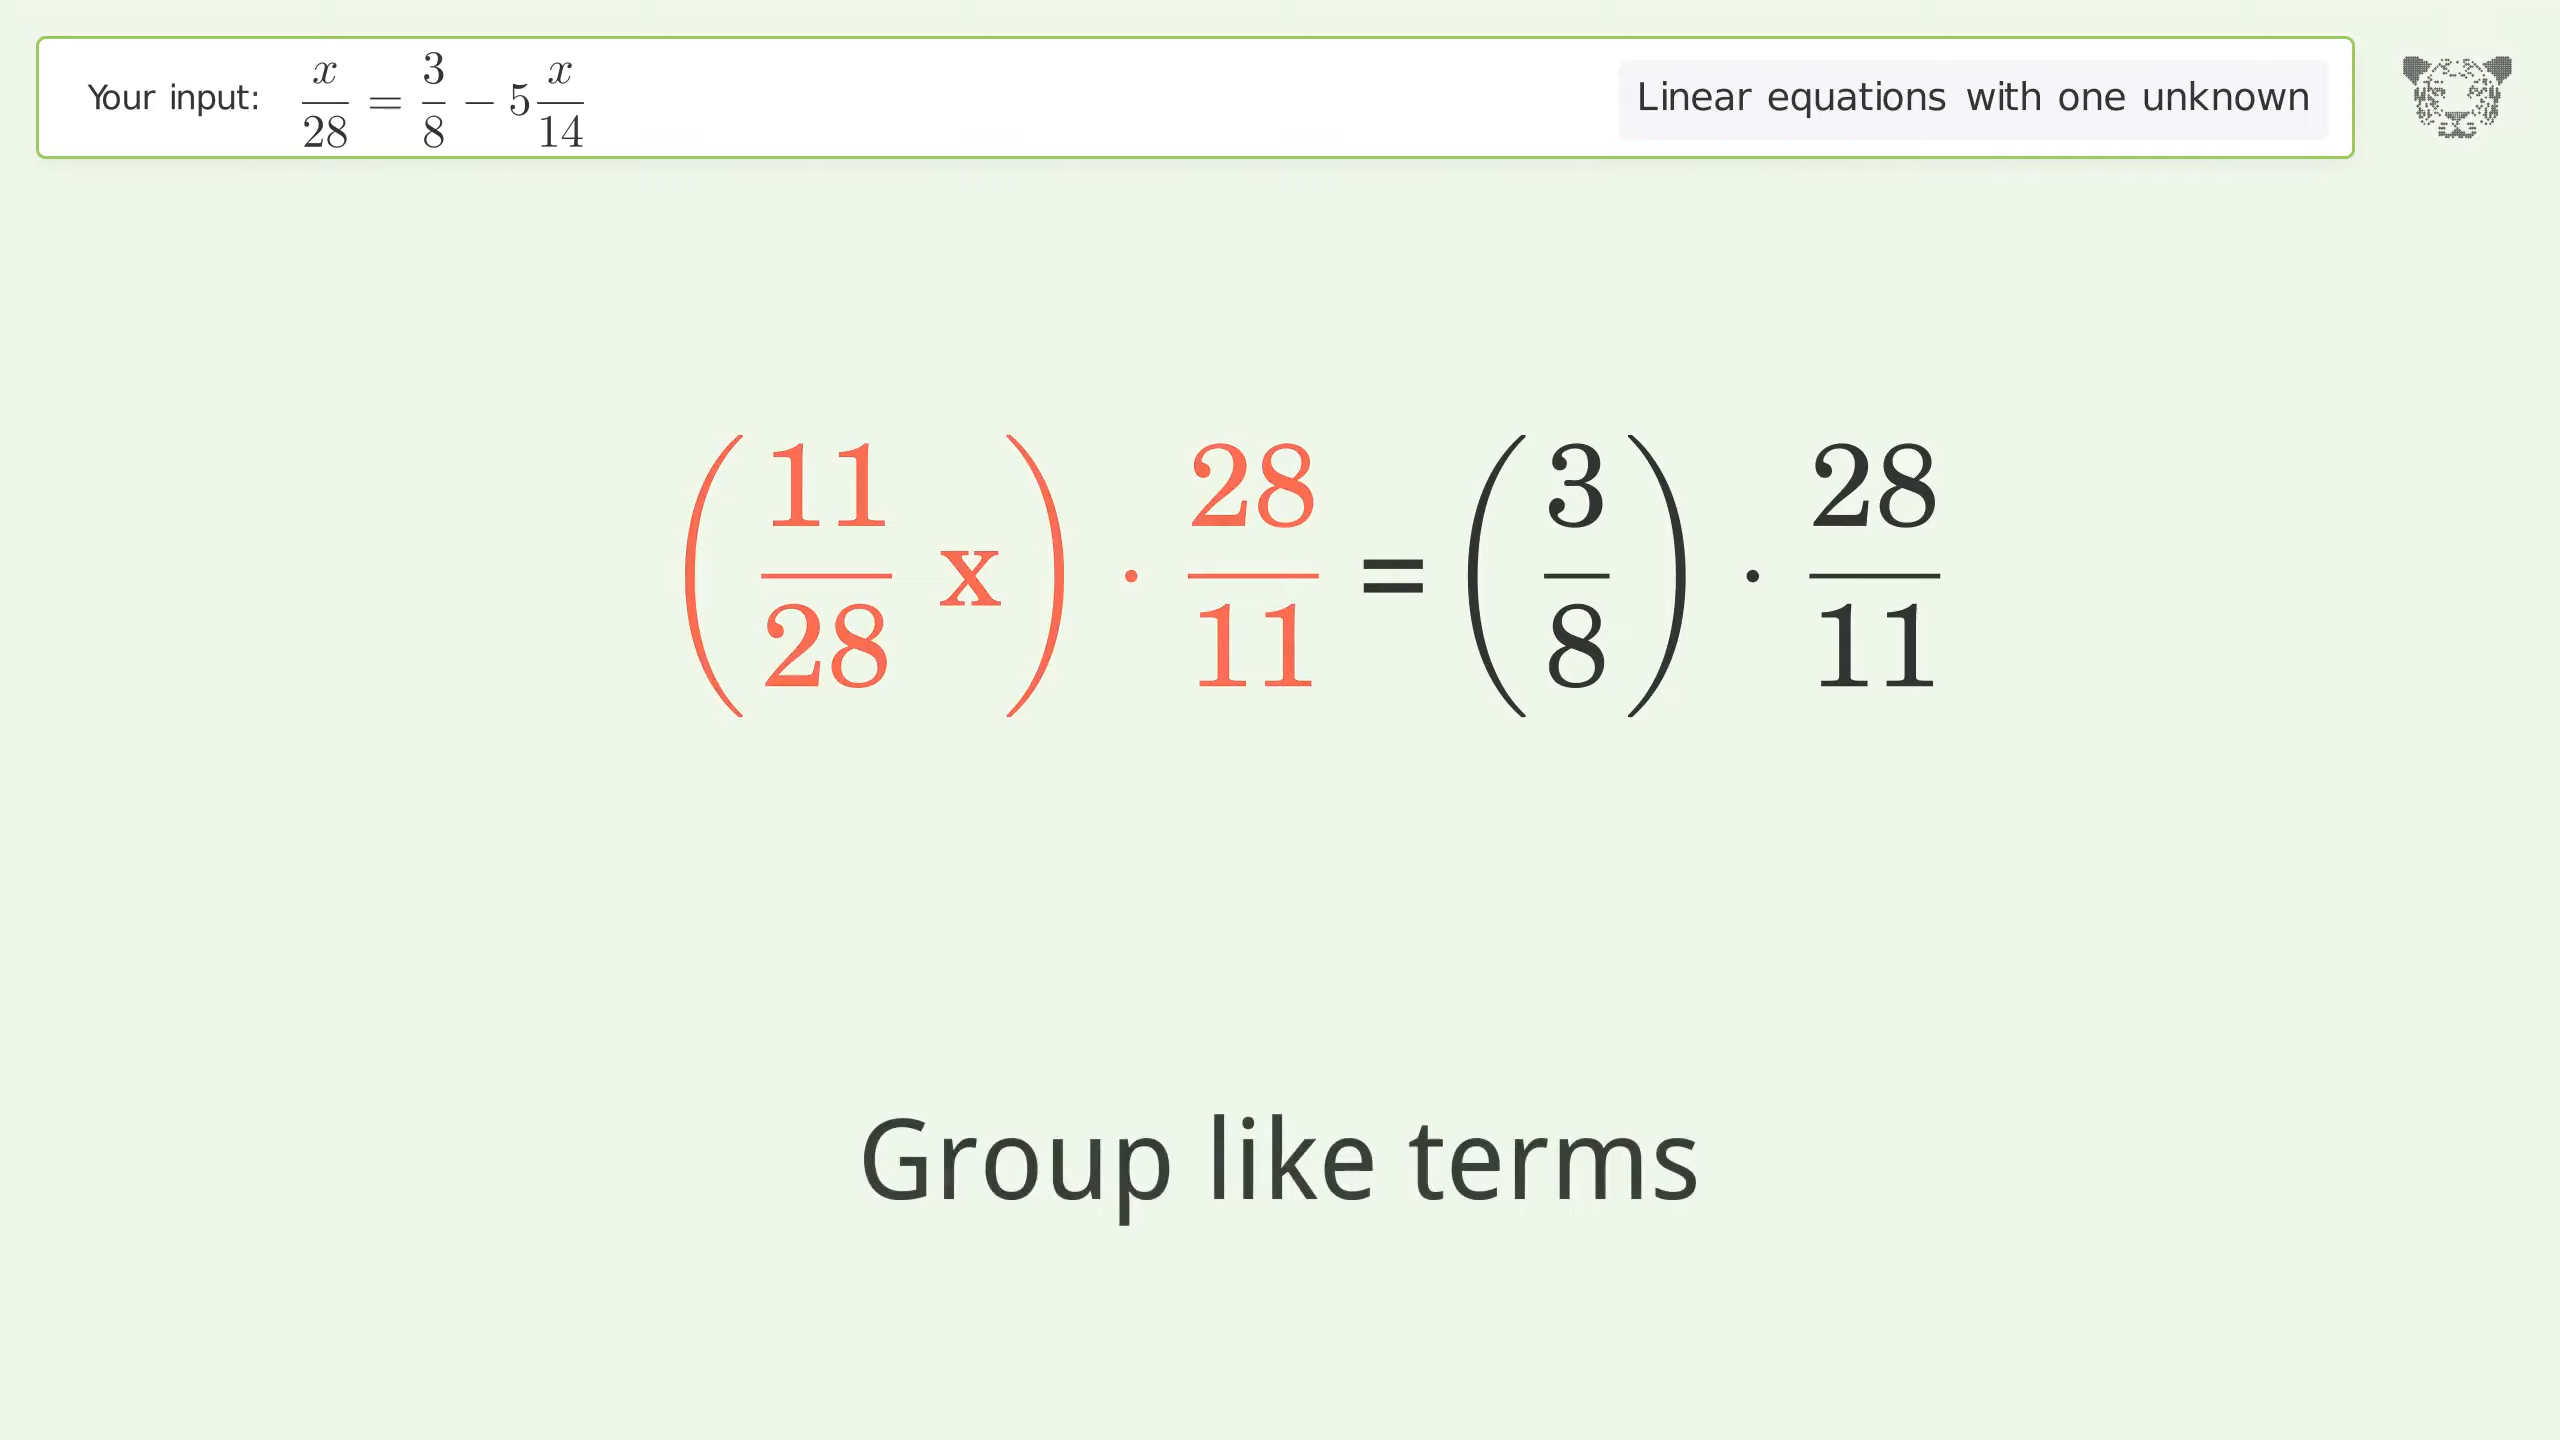 Your input: x/28 = 3/8 − 5 x/14
Linear equations with one unknown
(11/28 x) · 28/11 = (3/8) · 28/11
Group like terms